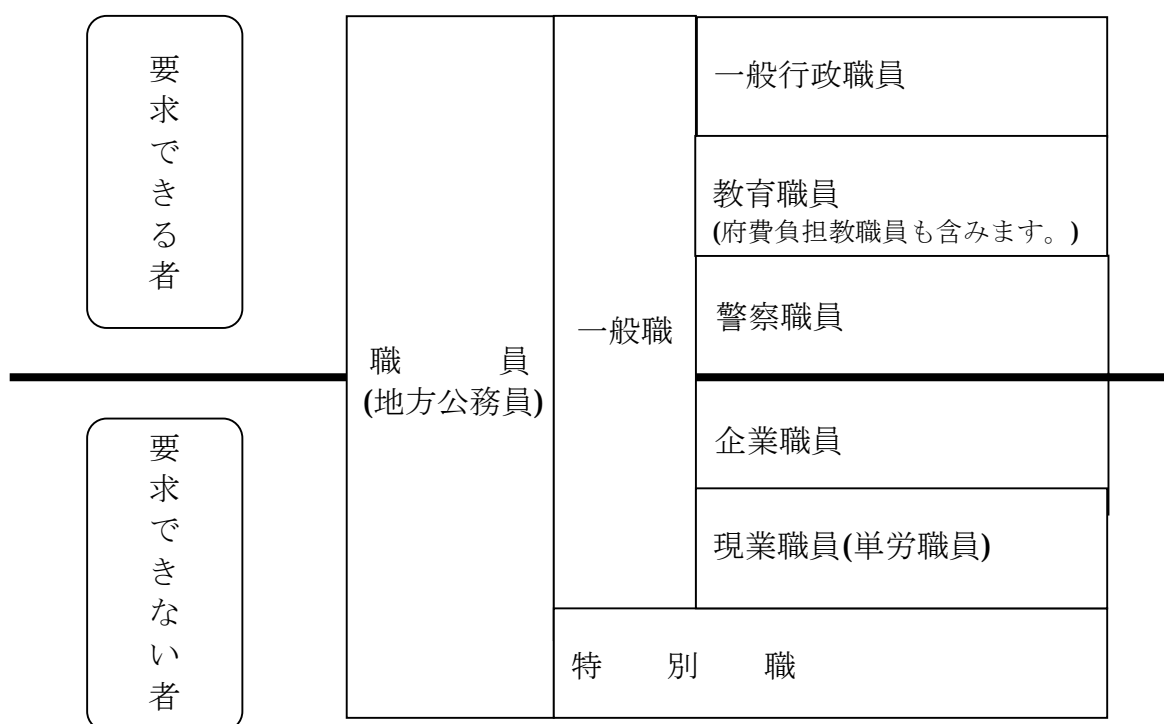 要求できる者
要求できない者
職　員
(地方公務員)
一般職
一般行政職員
教育職員
(府費負担教職員も含みます。)
警察職員
企業職員
現業職員(単労職員)
特　別　職